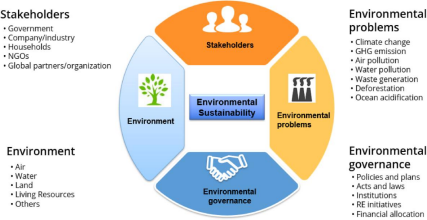 Stakeholders
• Government
• Company/Industry
• Households
• NGOs
• Global partners/organization
Environmental
problems
• Climate change
• GHG emission
• Air pollution
• Water pollution
• Waste generation
• Deforestation
• Ocean acidification
Stakeholders
Environment
Environmental
Sustainability
Environmental
problems
Environmental
governance
Environment
• Air
• Water
• Land
• Living Resources
• Others
Environmental
governance
• Policies and plans
• Acts and laws
• Institutions
• RE initiatives
• Financial allocation